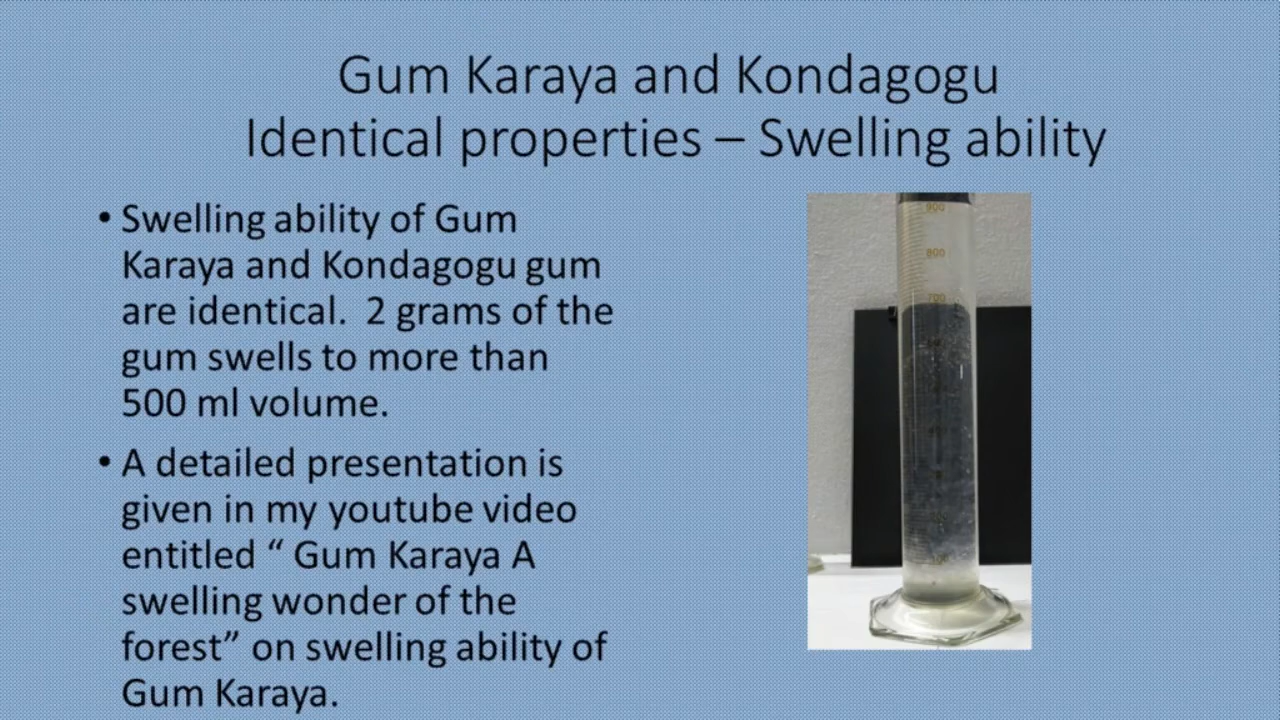 Gum Karaya and Kondagogu
Identical properties – Swelling ability
• Swelling ability of Gum
Karaya and Kondagogu gum
are identical.  2 grams of the
gum swells to more than
500 ml volume.
• A detailed presentation is
given in my youtube video
entitled “ Gum Karaya A
swelling wonder of the
forest” on swelling ability of
Gum Karaya.
900
800
700